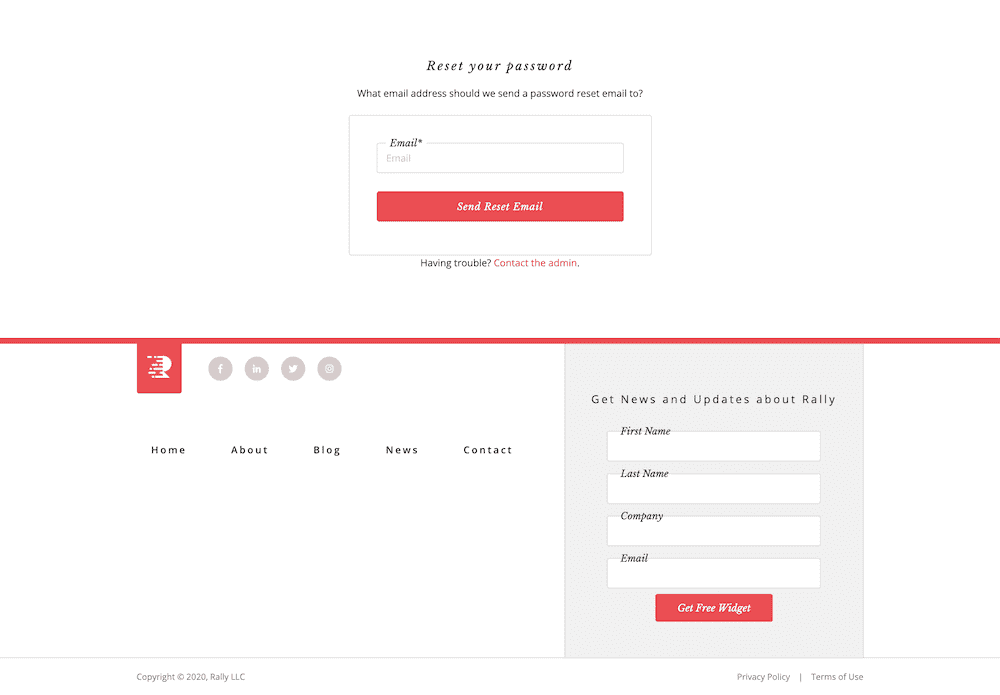 Reset your password
What email address should we send a password reset email to?
Email*
Email
Send Reset Email
Having trouble? Contact the admin.
R
f
in
Home About Blog News Contact
Get News and Updates about Rally
First Name
Last Name
Company
Email
Get Free Widget
Copyright © 2020, Rally LLC
Privacy Policy | Terms of Use